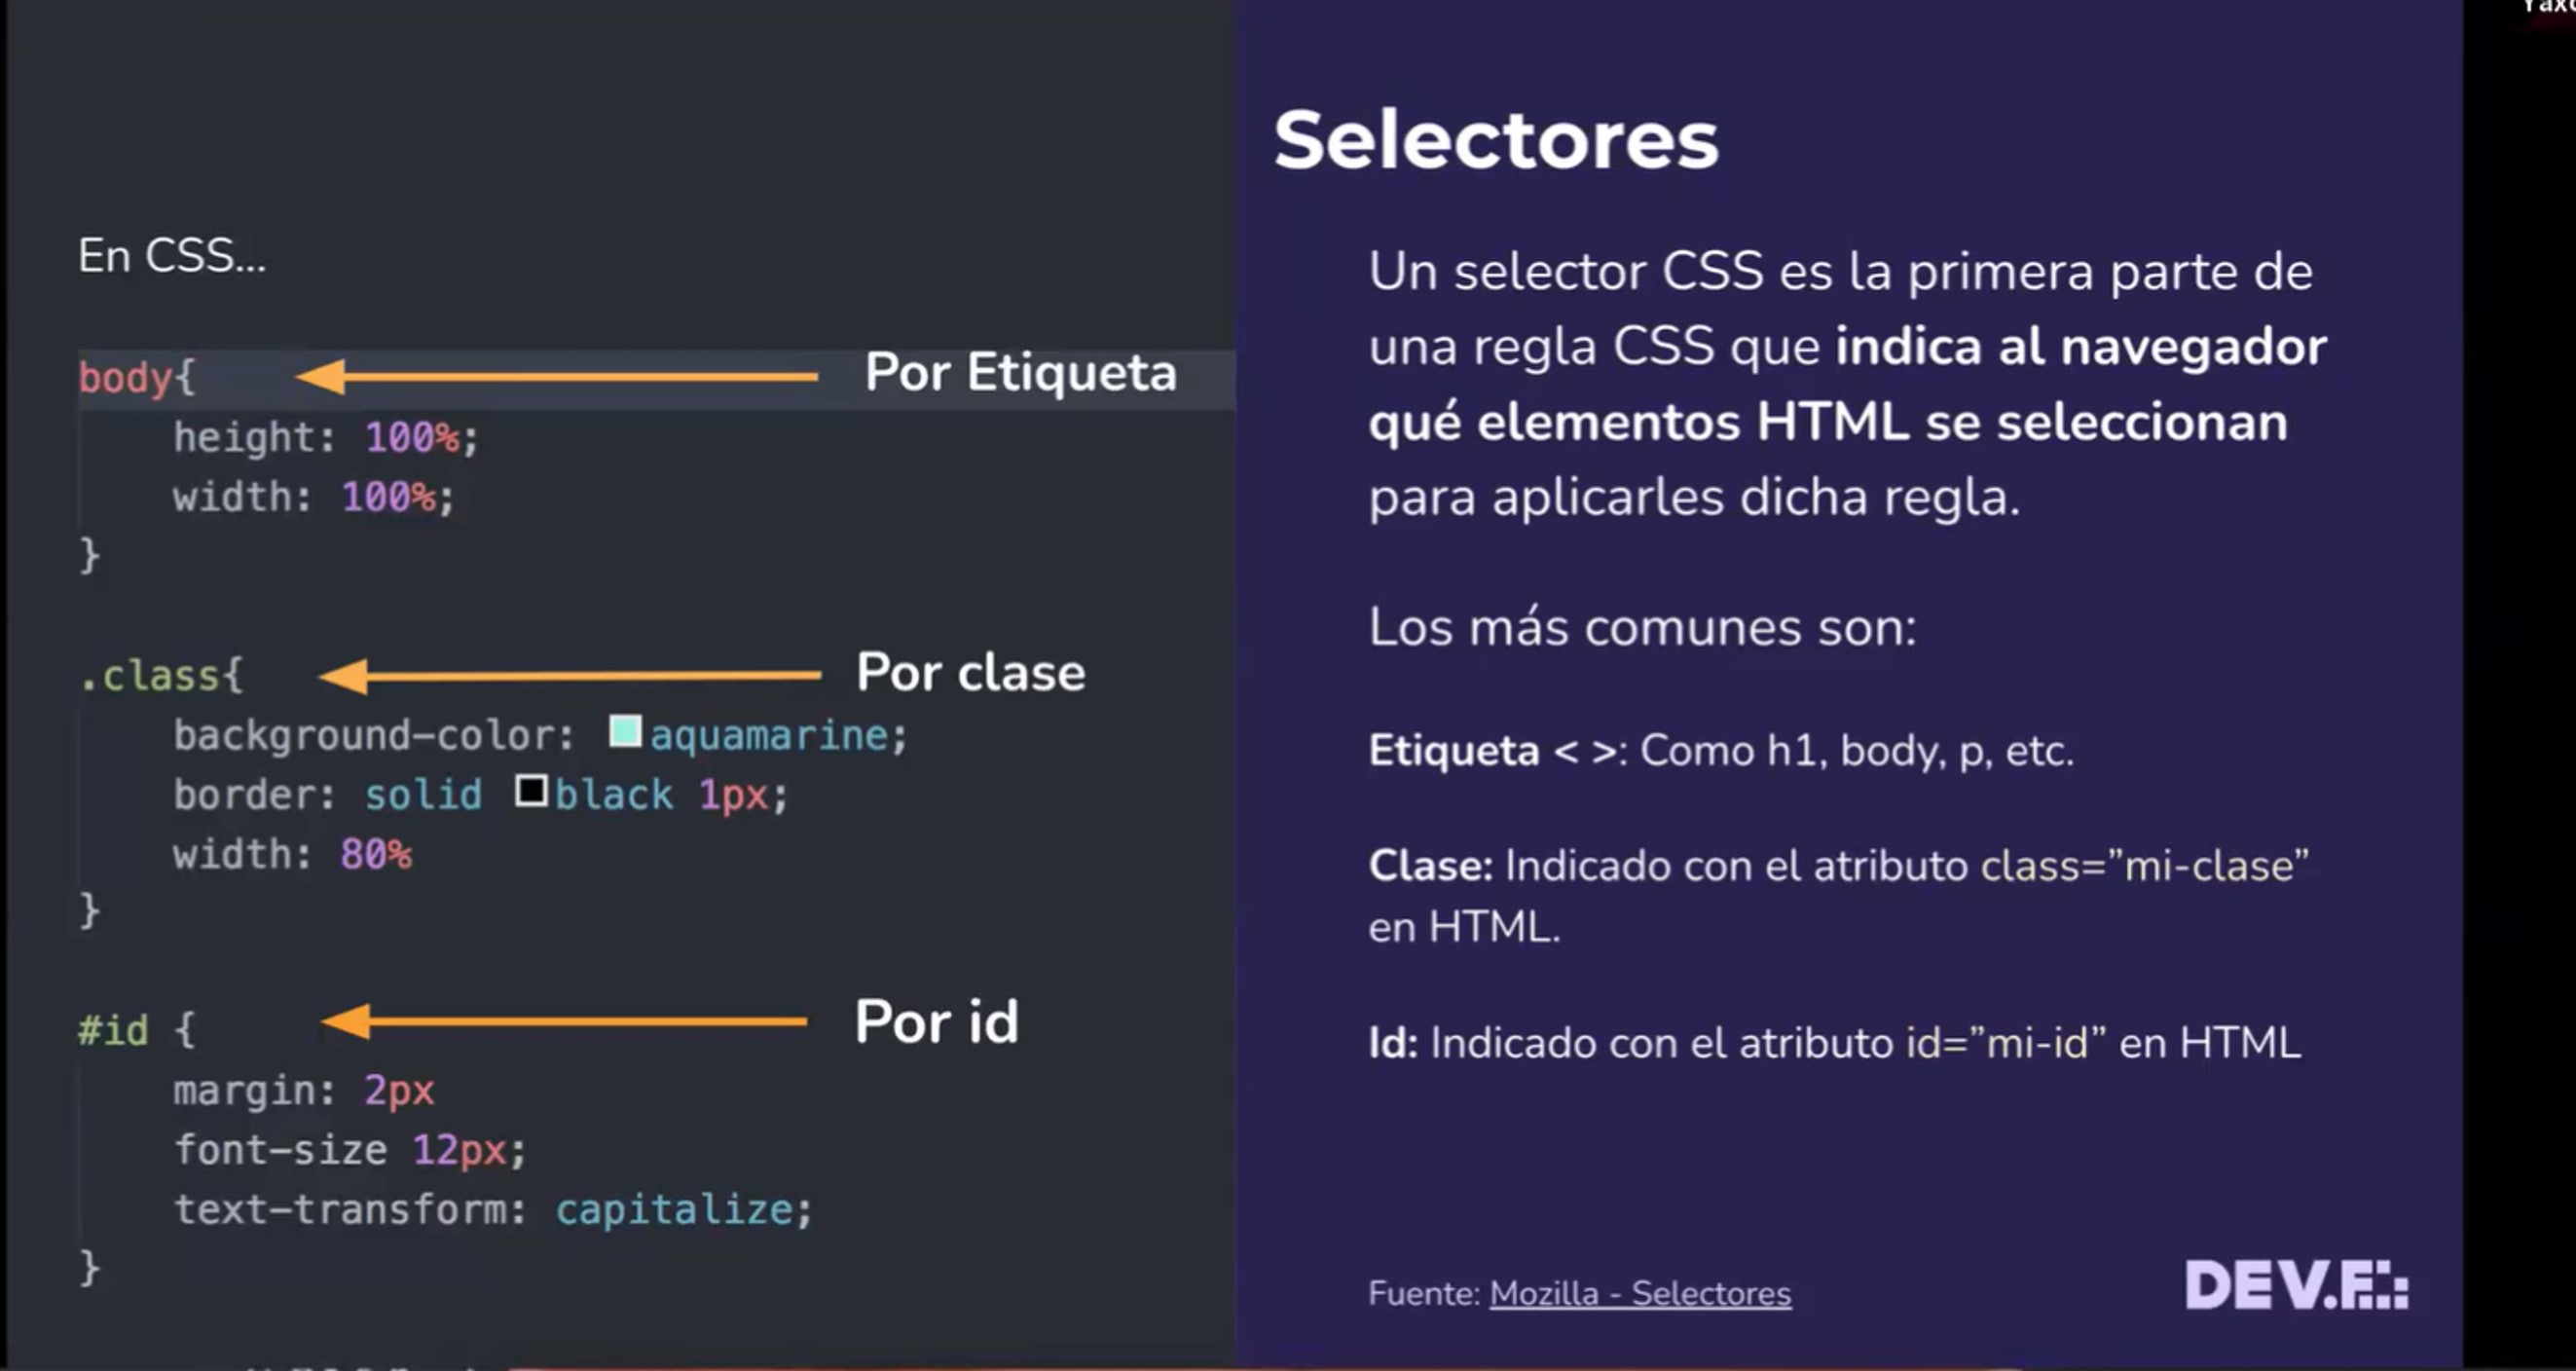 En CSS...
body{
Por Etiqueta
height: 100%;
width: 100%;
}
.class{
Por clase
background-color: aquamarine;
border: solid black 1px;
width: 80%
}
#id {
Por id
margin: 2px
font-size 12px;
text-transform: capitalize;
}
Selectores
Un selector CSS es la primera parte de
una regla CSS que indica al navegador
qué elementos HTML se seleccionan
para aplicarles dicha regla.
Los más comunes son:
Etiqueta < >: Como h1, body, p, etc.
Clase: Indicado con el atributo class=”mi-clase”
en HTML.
Id: Indicado con el atributo id=”mi-id” en HTML
Fuente: Mozilla - Selectores
DEV.F.: